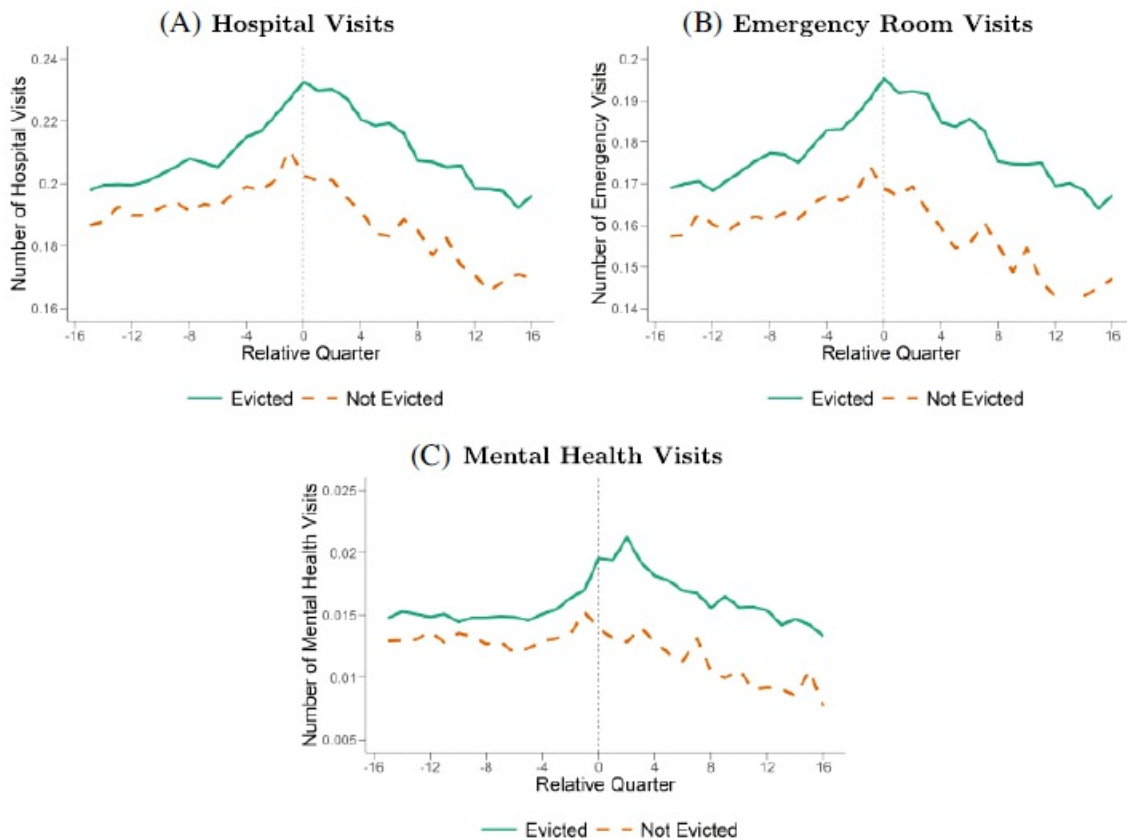 (A) Hospital Visits
Number of Hospital Visits
0.24
0.22
0.2
0.18
0.16
-16 -12 -8 -4 0 4 8 12 16
Relative Quarter
Evicted Not Evicted
(B) Emergency Room Visits
Number of Emergency Visits
0.2
0.19
0.18
0.17
0.16
0.15
0.14
-16 -12 -8 -4 0 4 8 12 16
Relative Quarter
Evicted Not Evicted
(C) Mental Health Visits
Number of Mental Health Visits
0.025
0.02
0.015
0.01
0.005
-16 -12 -8 -4 0 4 8 12 16
Relative Quarter
Evicted Not Evicted